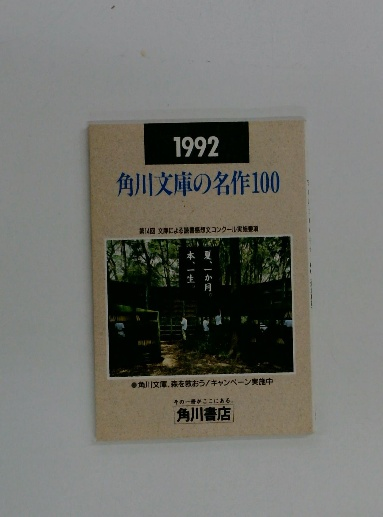 1992
角川文庫の名作100
第14回 文庫による読書感想文コンクール実施要項
夏、一か月。
本、一生。
●角川文庫、森を救おう/キャンペーン実施中
その一冊がここにある。
角川書店